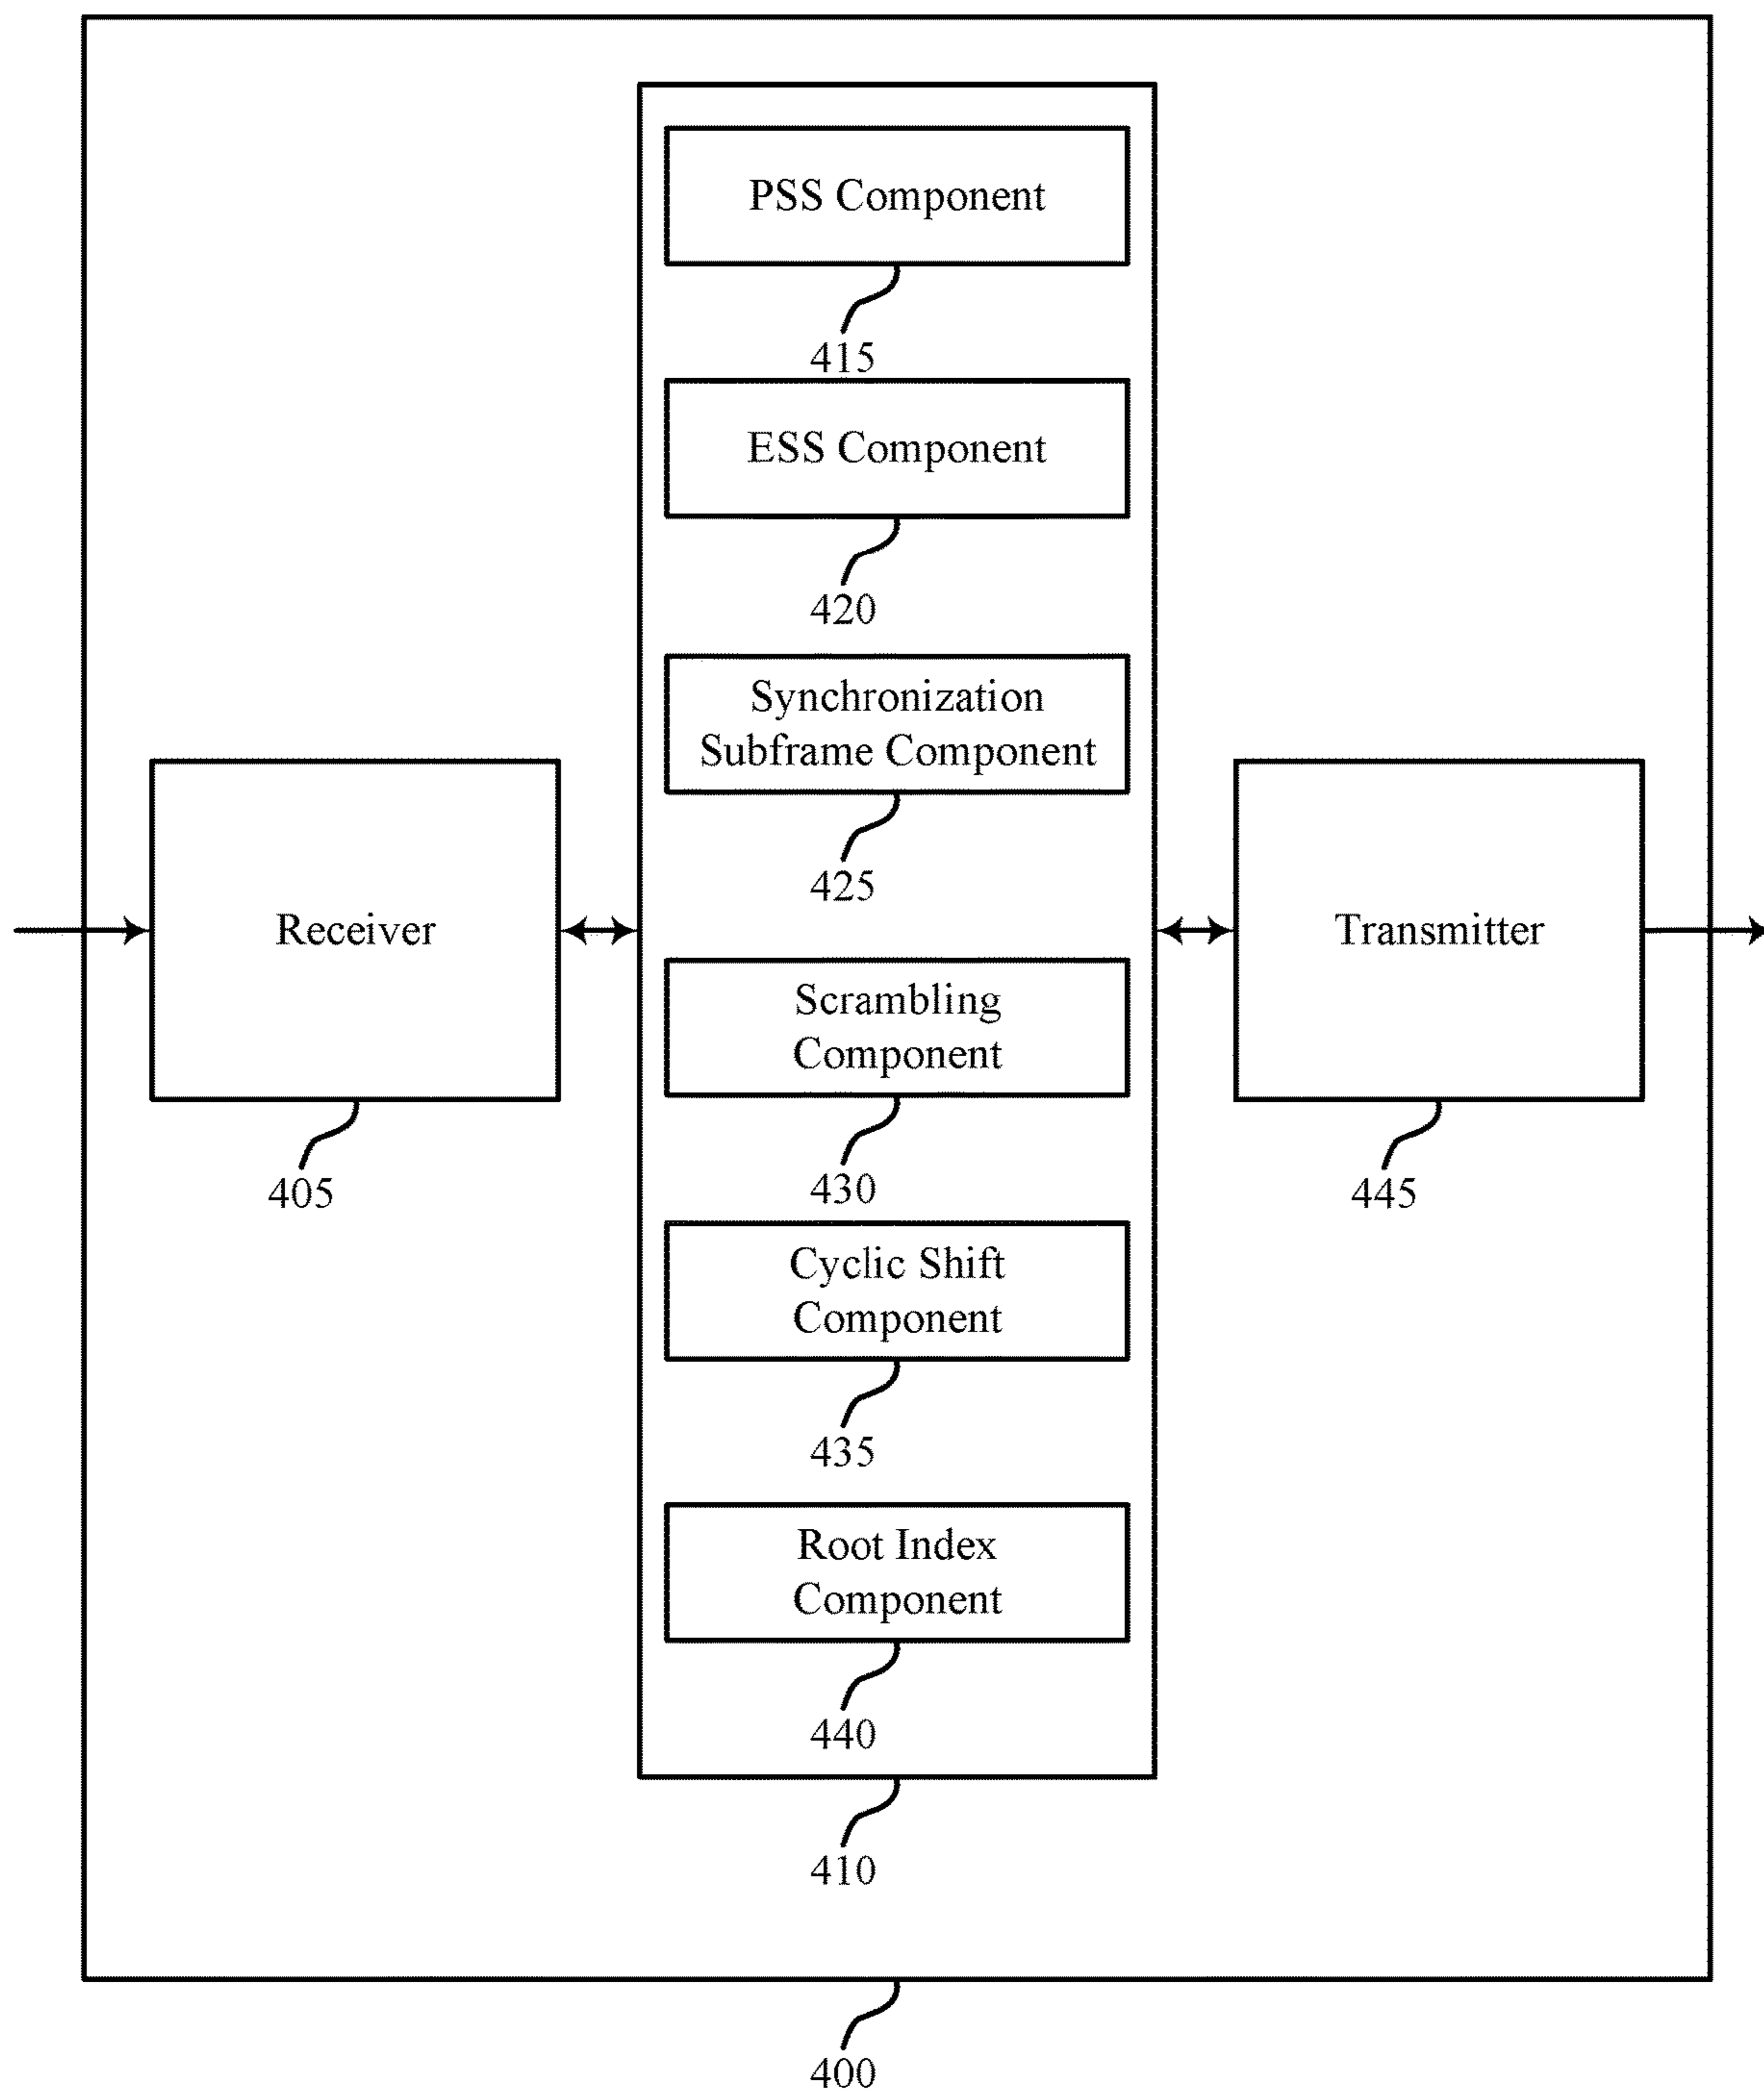 PSS Component
415
ESS Component
420
Synchronization
Subframe Component
425
Receiver
405
Scrambling
Component
430
Transmitter
445
Cyclic Shift
Component
435
Root Index
Component
440
410
400